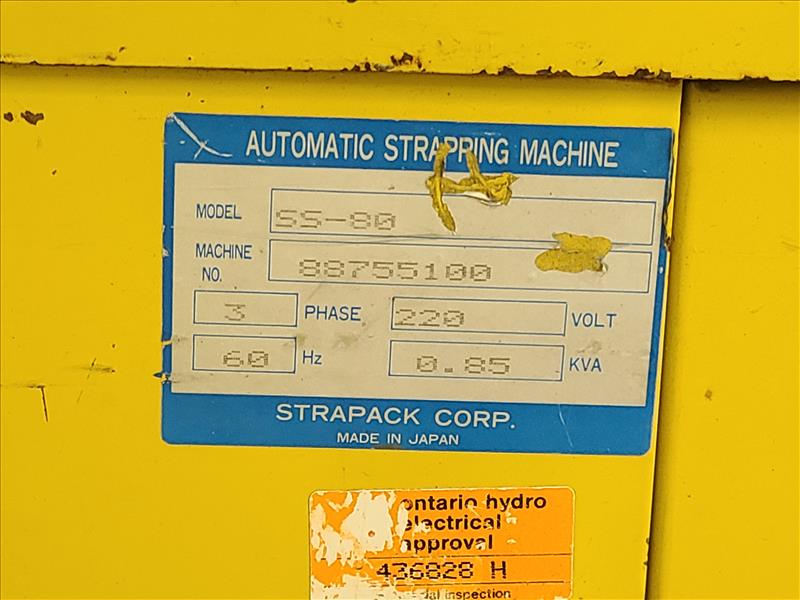 AUTOMATIC STRAPPING MACHINE
MODEL SS-80
MACHINE NO. 88755100
3 PHASE 220 VOLT
60 Hz 0.85 KVA
STRAPACK CORP.
MADE IN JAPAN
ontario hydro
electrical
approval
436828 H
inspection